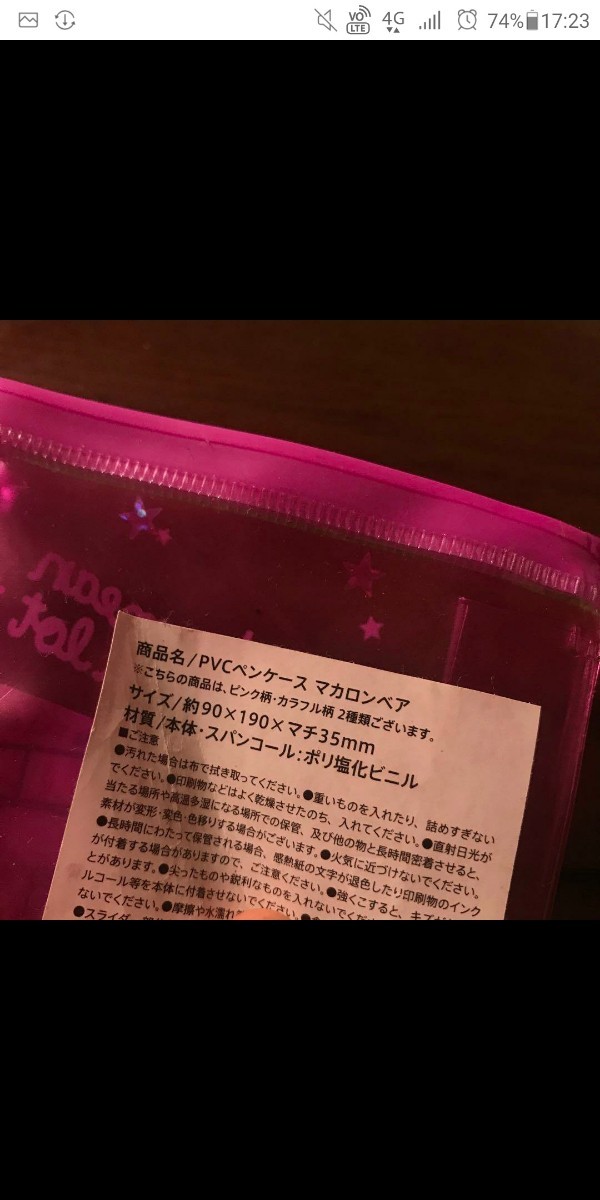 VO LTE 4G 74% 17:23
商品名/PVCペンケース マカロンベア
※こちらの商品は、ピンク柄・カラフル柄 2種類ございます。
サイズ/約90×190×マチ35mm
材質/本体・スパンコール:ポリ塩化ビニル
■ご注意
●汚れた場合は布で拭き取ってください。●重いものを入れたり、詰めすぎない
でください。●印刷物などはよく乾燥させたのち、入れてください。●直射日光が
当たる場所や高温多湿になる場所での保管、及び他の物と長時間密着させると、
素材が変形・変色・色移りする場合がございます。●火気に近づけないでください。
●長時間にわたって保管される場合、感熱紙の文字が退色したり印刷物のインク
が付着する場合がありますので、ご注意ください。●強くこすると、キズが
とがあります。●尖ったものや鋭利なものを入れないでくだ
ルコール等を本体に付着させないでください。
ないでください。●摩擦や水濡れ
●スライダー部